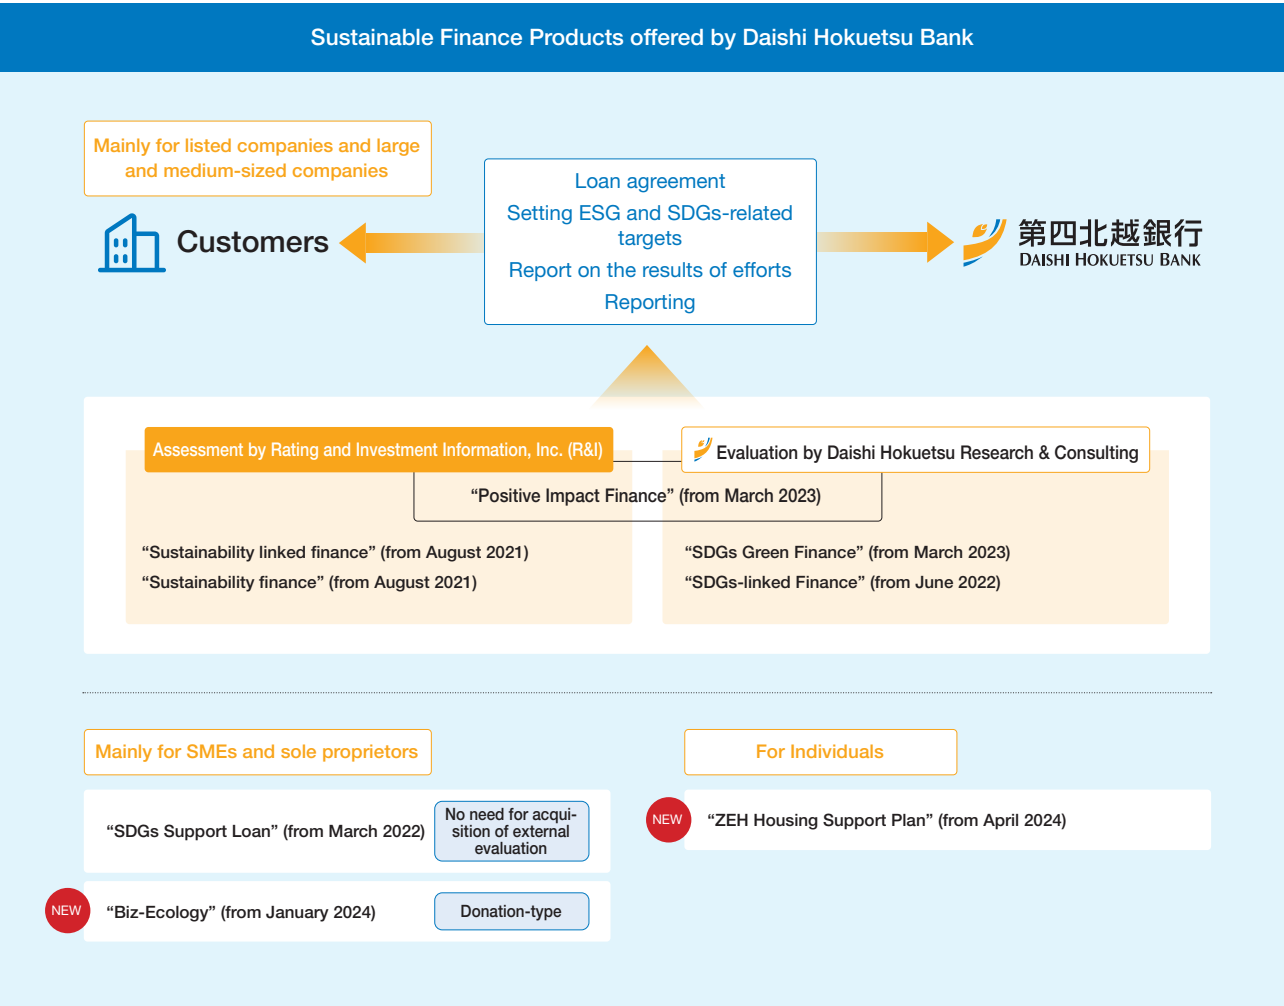 Sustainable Finance Products offered by Daishi Hokuetsu Bank
Mainly for listed companies and large
and medium-sized companies
Customers
Loan agreement
Setting ESG and SDGs-related
targets
Report on the results of efforts
Reporting
第四北越銀行
DAISHI HOKUETSU BANK
Assessment by Rating and Investment Information, Inc. (R&I)
Evaluation by Daishi Hokuetsu Research & Consulting
“Positive Impact Finance” (from March 2023)
“Sustainability linked finance” (from August 2021)
“Sustainability finance” (from August 2021)
“SDGs Green Finance” (from March 2023)
“SDGs-linked Finance” (from June 2022)
Mainly for SMEs and sole proprietors
“SDGs Support Loan” (from March 2022)
No need for acqui-
sition of external
evaluation
NEW
“Biz-Ecology” (from January 2024)
Donation-type
For Individuals
NEW
“ZEH Housing Support Plan” (from April 2024)